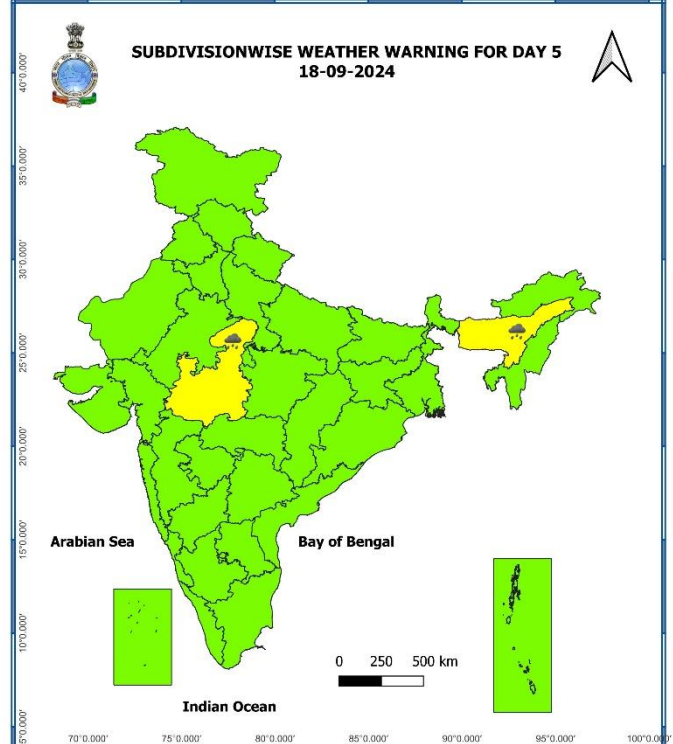 SUBDIVISIONWISE WEATHER WARNING FOR DAY 5
18-09-2024
40°0.000'
35°0.000'
30°0.000'
25°0.000'
20°0.000'
15°0.000'
10°0.000'
5°0.000'
Arabian Sea
Bay of Bengal
0 250 500 km
Indian Ocean
70°0.000' 75°0.000' 80°0.000' 85°0.000' 90°0.000' 95°0.000' 100°0.000'